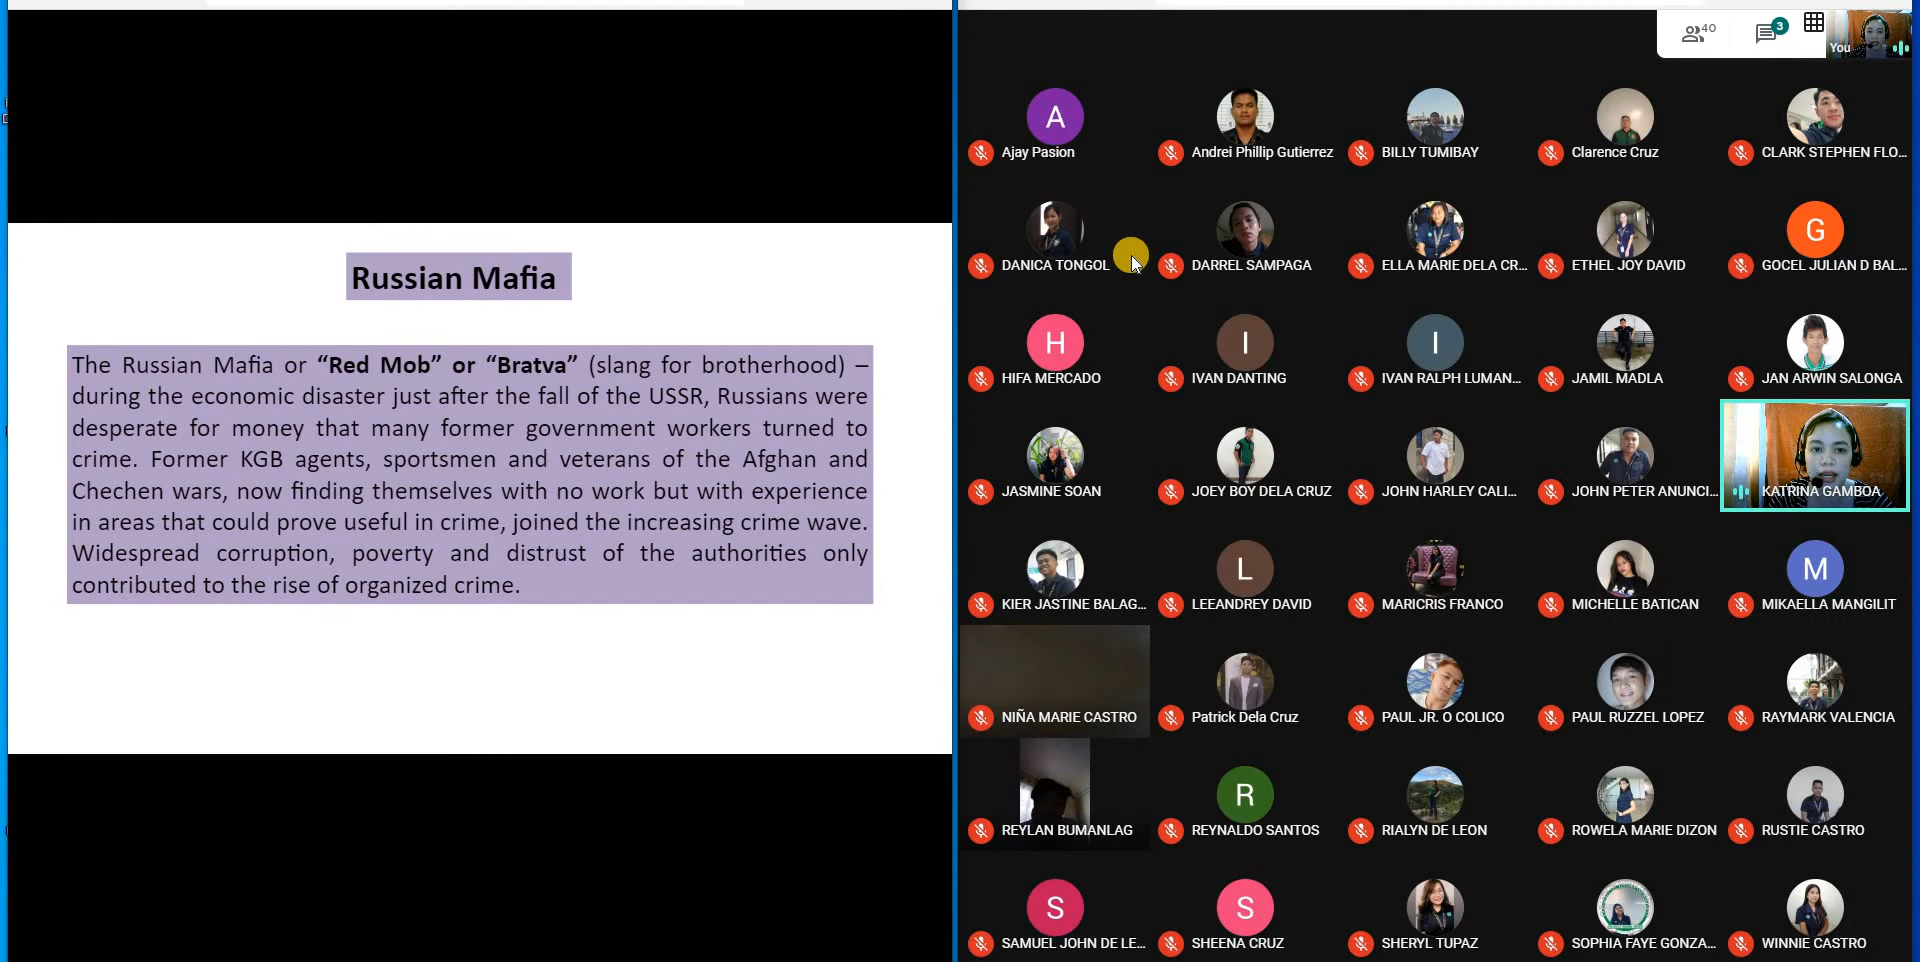 Russian Mafia
The Russian Mafia or “Red Mob” or “Bratva” (slang for brotherhood) –
during the economic disaster just after the fall of the USSR, Russians were
desperate for money that many former government workers turned to
crime. Former KGB agents, sportsmen and veterans of the Afghan and
Chechen wars, now finding themselves with no work but with experience
in areas that could prove useful in crime, joined the increasing crime wave.
Widespread corruption, poverty and distrust of the authorities only
contributed to the rise of organized crime.
40
3
You
A
Ajay Pasion
Andrei Phillip Gutierrez
BILLY TUMIBAY
Clarence Cruz
CLARK STEPHEN FLO...
DANICA TONGOL
DARREL SAMPAGA
ELLA MARIE DELA CR...
ETHEL JOY DAVID
G
GOCEL JULIAN D BAL...
H
HIFA MERCADO
I
IVAN DANTING
I
IVAN RALPH LUMAN...
JAMIL MADLA
JAN ARWIN SALONGA
JASMINE SOAN
JOEY BOY DELA CRUZ
JOHN HARLEY CALI...
JOHN PETER ANUNCI...
KATRINA GAMBOA
KIER JASTINE BALAG...
L
LEEANDREY DAVID
MARICRIS FRANCO
MICHELLE BATICAN
M
MIKAELLA MANGILIT
NIÑA MARIE CASTRO
Patrick Dela Cruz
PAUL JR. O COLICO
PAUL RUZZEL LOPEZ
RAYMARK VALENCIA
REYLAN BUMANLAG
R
REYNALDO SANTOS
RIALYN DE LEON
ROWELA MARIE DIZON
RUSTIE CASTRO
S
SAMUEL JOHN DE LE...
S
SHEENA CRUZ
SHERYL TUPAZ
SOPHIA FAYE GONZA...
WINNIE CASTRO